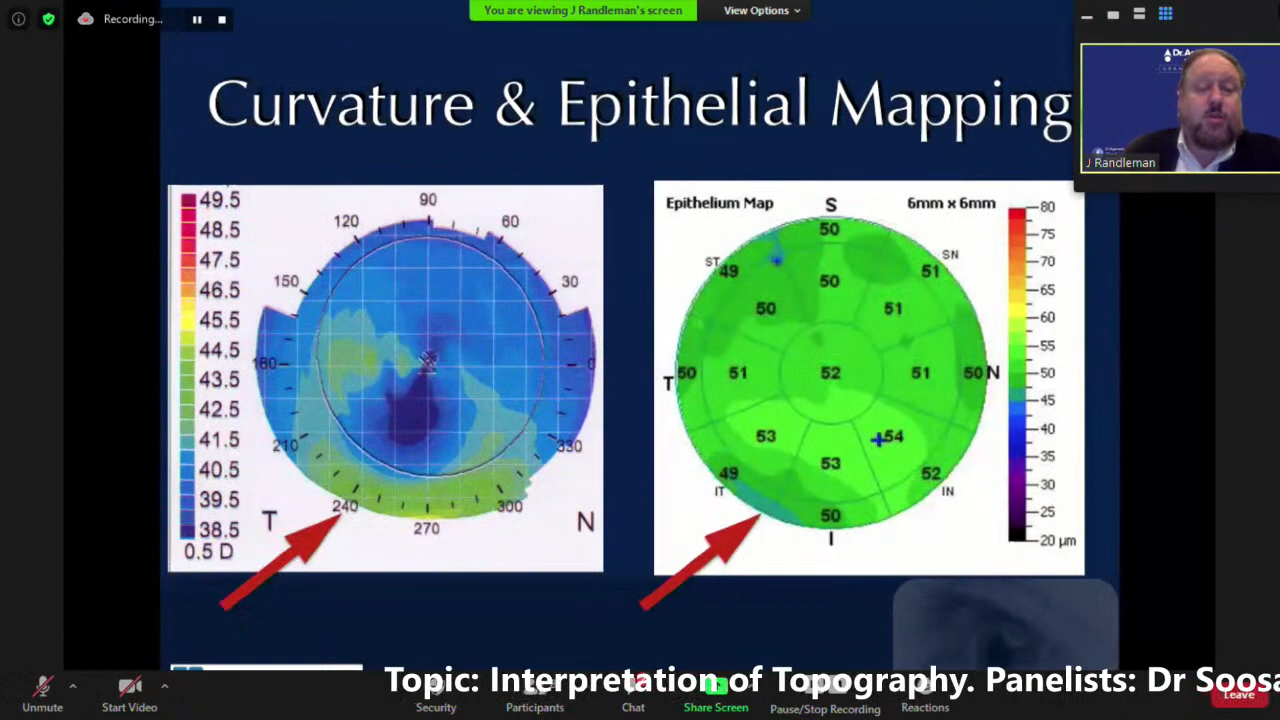 Recording...
You are viewing J Randleman's screen
View Options
Curvature & Epithelial Mapping
Dr.A
J Randleman
49.5
48.5
47.5
46.5
45.5
44.5
43.5
42.5
41.5
40.5
39.5
38.5
0.5 D
90
120
60
150
30
180
0
210
330
240
300
270
T
N
Epithelium Map
6mm x 6mm
S
50
ST
49
SN
51
50
50
51
T
50
51
52
51
50
N
53
54
53
49
52
IT
IN
50
I
80
75
70
65
60
55
50
45
40
35
30
25
20 μm
Topic: Interpretation of Topography. Panelists: Dr Soosa
Unmute
Start Video
Security
Participants
Chat
Share Screen
Pause/Stop Recording
Reactions
Leave